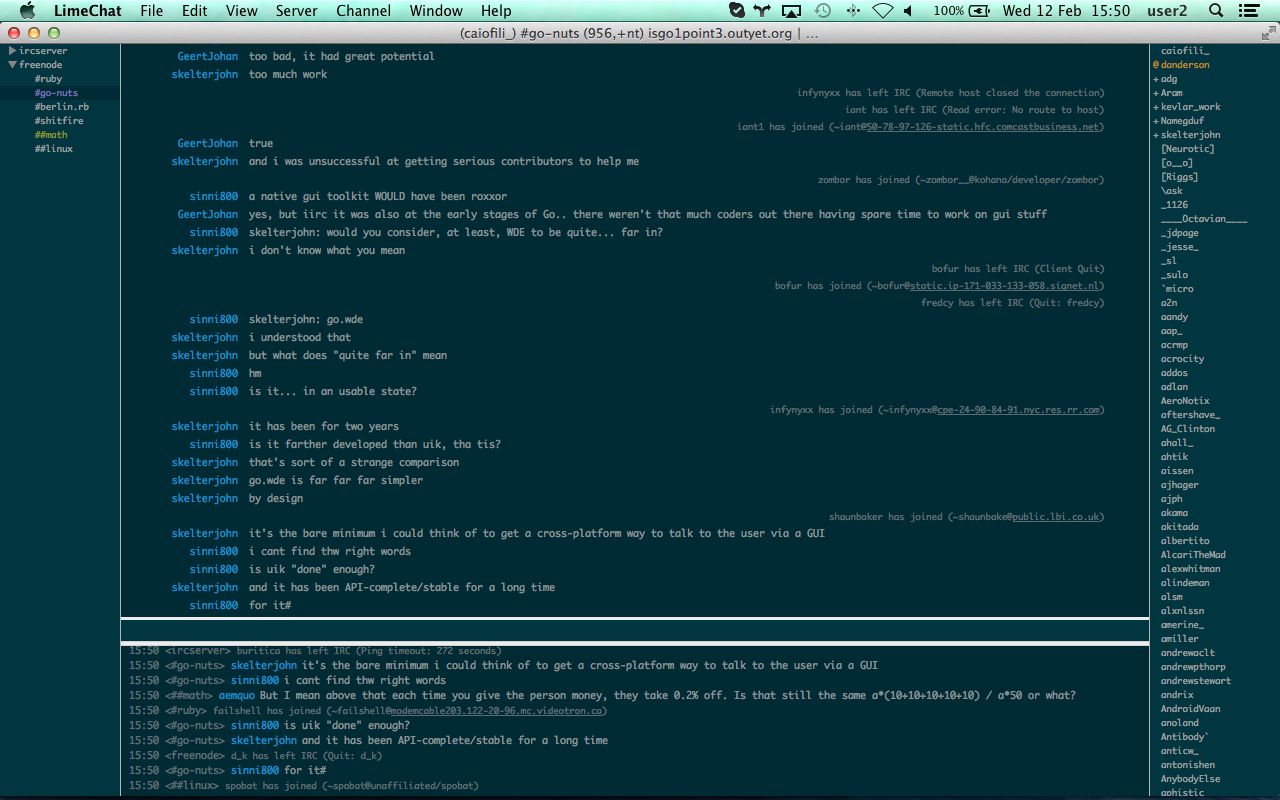 LimeChat File Edit View Server Channel Window Help 100% Wed 12 Feb 15:50 user2
(caiofili_) #go-nuts (956,+nt) isgo1point3.outyet.org | ...
ircserver
freenode
#ruby
#go-nuts
#berlin.rb
#shitfire
##math
##linux
GeertJohan too bad, it had great potential
skelterjohn too much work
infynyxx has left IRC (Remote host closed the connection)
iant has left IRC (Read error: No route to host)
iant1 has joined (~iant@50-78-97-126-static.hfc.comcastbusiness.net)
GeertJohan true
skelterjohn and i was unsuccessful at getting serious contributors to help me
zombor has joined (~zombor__@kohana/developer/zombor)
sinni800 a native gui toolkit WOULD have been roxxor
GeertJohan yes, but iirc it was also at the early stages of Go.. there weren't that much coders out there having spare time to work on gui stuff
sinni800 skelterjohn: would you consider, at least, WDE to be quite... far in?
skelterjohn i don't know what you mean
bofur has left IRC (Client Quit)
bofur has joined (~bofur@static.ip-171-033-133-058.signet.nl)
fredcy has left IRC (Quit: fredcy)
sinni800 skelterjohn: go.wde
skelterjohn i understood that
skelterjohn but what does "quite far in" mean
sinni800 hm
sinni800 is it... in an usable state?
infynyxx has joined (~infynyxx@cpe-24-90-84-91.nyc.res.rr.com)
skelterjohn it has been for two years
sinni800 is it farther developed than uik, tha tis?
skelterjohn that's sort of a strange comparison
skelterjohn go.wde is far far far simpler
skelterjohn by design
shaunbaker has joined (~shaunbake@public.lbi.co.uk)
skelterjohn it's the bare minimum i could think of to get a cross-platform way to talk to the user via a GUI
sinni800 i cant find thw right words
sinni800 is uik "done" enough?
skelterjohn and it has been API-complete/stable for a long time
sinni800 for it#
15:50 <ircserver> buritica has left IRC (Ping timeout: 272 seconds)
15:50 <#go-nuts> skelterjohn it's the bare minimum i could think of to get a cross-platform way to talk to the user via a GUI
15:50 <#go-nuts> sinni800 i cant find thw right words
15:50 <##math> aemquo But I mean above that each time you give the person money, they take 0.2% off. Is that still the same a*(10+10+10+10+10) / a*50 or what?
15:50 <#ruby> failshell has joined (~failshell@modemcable203.122-20-96.mc.videotron.ca)
15:50 <#go-nuts> sinni800 is uik "done" enough?
15:50 <#go-nuts> skelterjohn and it has been API-complete/stable for a long time
15:50 <freenode> d_k has left IRC (Quit: d_k)
15:50 <#go-nuts> sinni800 for it#
15:50 <##linux> spobat has joined (~spobat@unaffiliated/spobat)
caiofili_
@ danderson
+ adg
+ Aram
+ kevlar_work
+ Namegduf
+ skelterjohn
[Neurotic]
[o__o]
[Riggs]
\ask
_1126
____Octavian____
_jdpage
_jesse_
_sl
_sulo
`micro
a2n
aandy
aap_
acrmp
acrocity
addos
adlan
AeroNotix
aftershave_
AG_Clinton
ahall_
ahtik
aissen
ajhager
ajph
akama
akitada
albertito
AlcariTheMad
alexwhitman
alindeman
alsm
alxnlssn
amerine_
amiller
andrewaclt
andrewpthorp
andrewstewart
andrix
AndroidVaan
anoland
Antibody`
anticw_
antonishen
AnybodyElse
aphistic